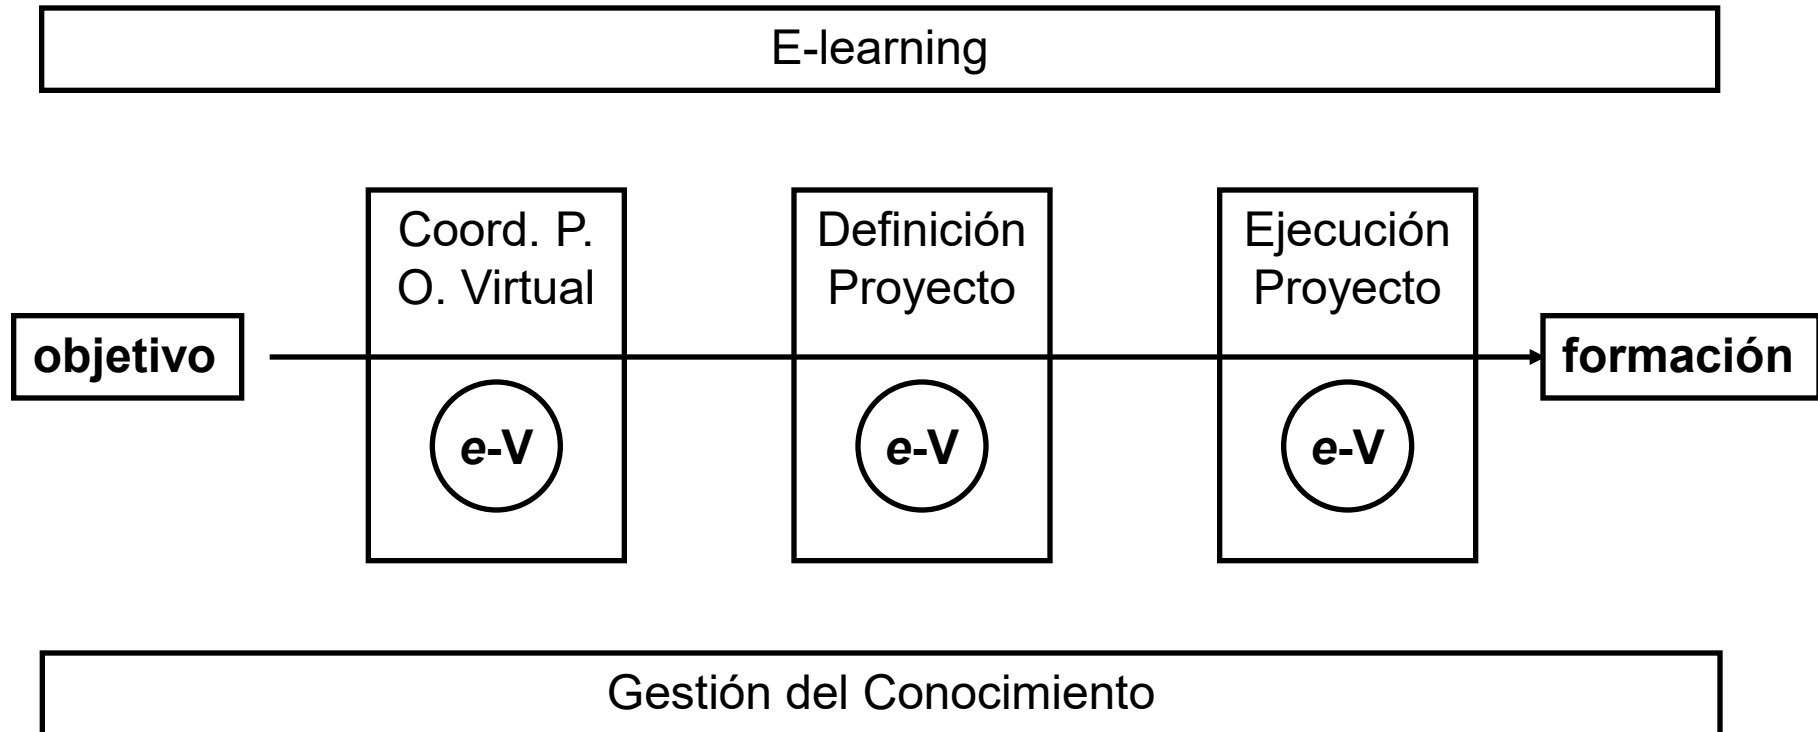 E-learning
Coord. P.
O. Virtual
Definición
Proyecto
Ejecución
Proyecto
objetivo
formación
e-V
e-V
e-V
Gestión del Conocimiento